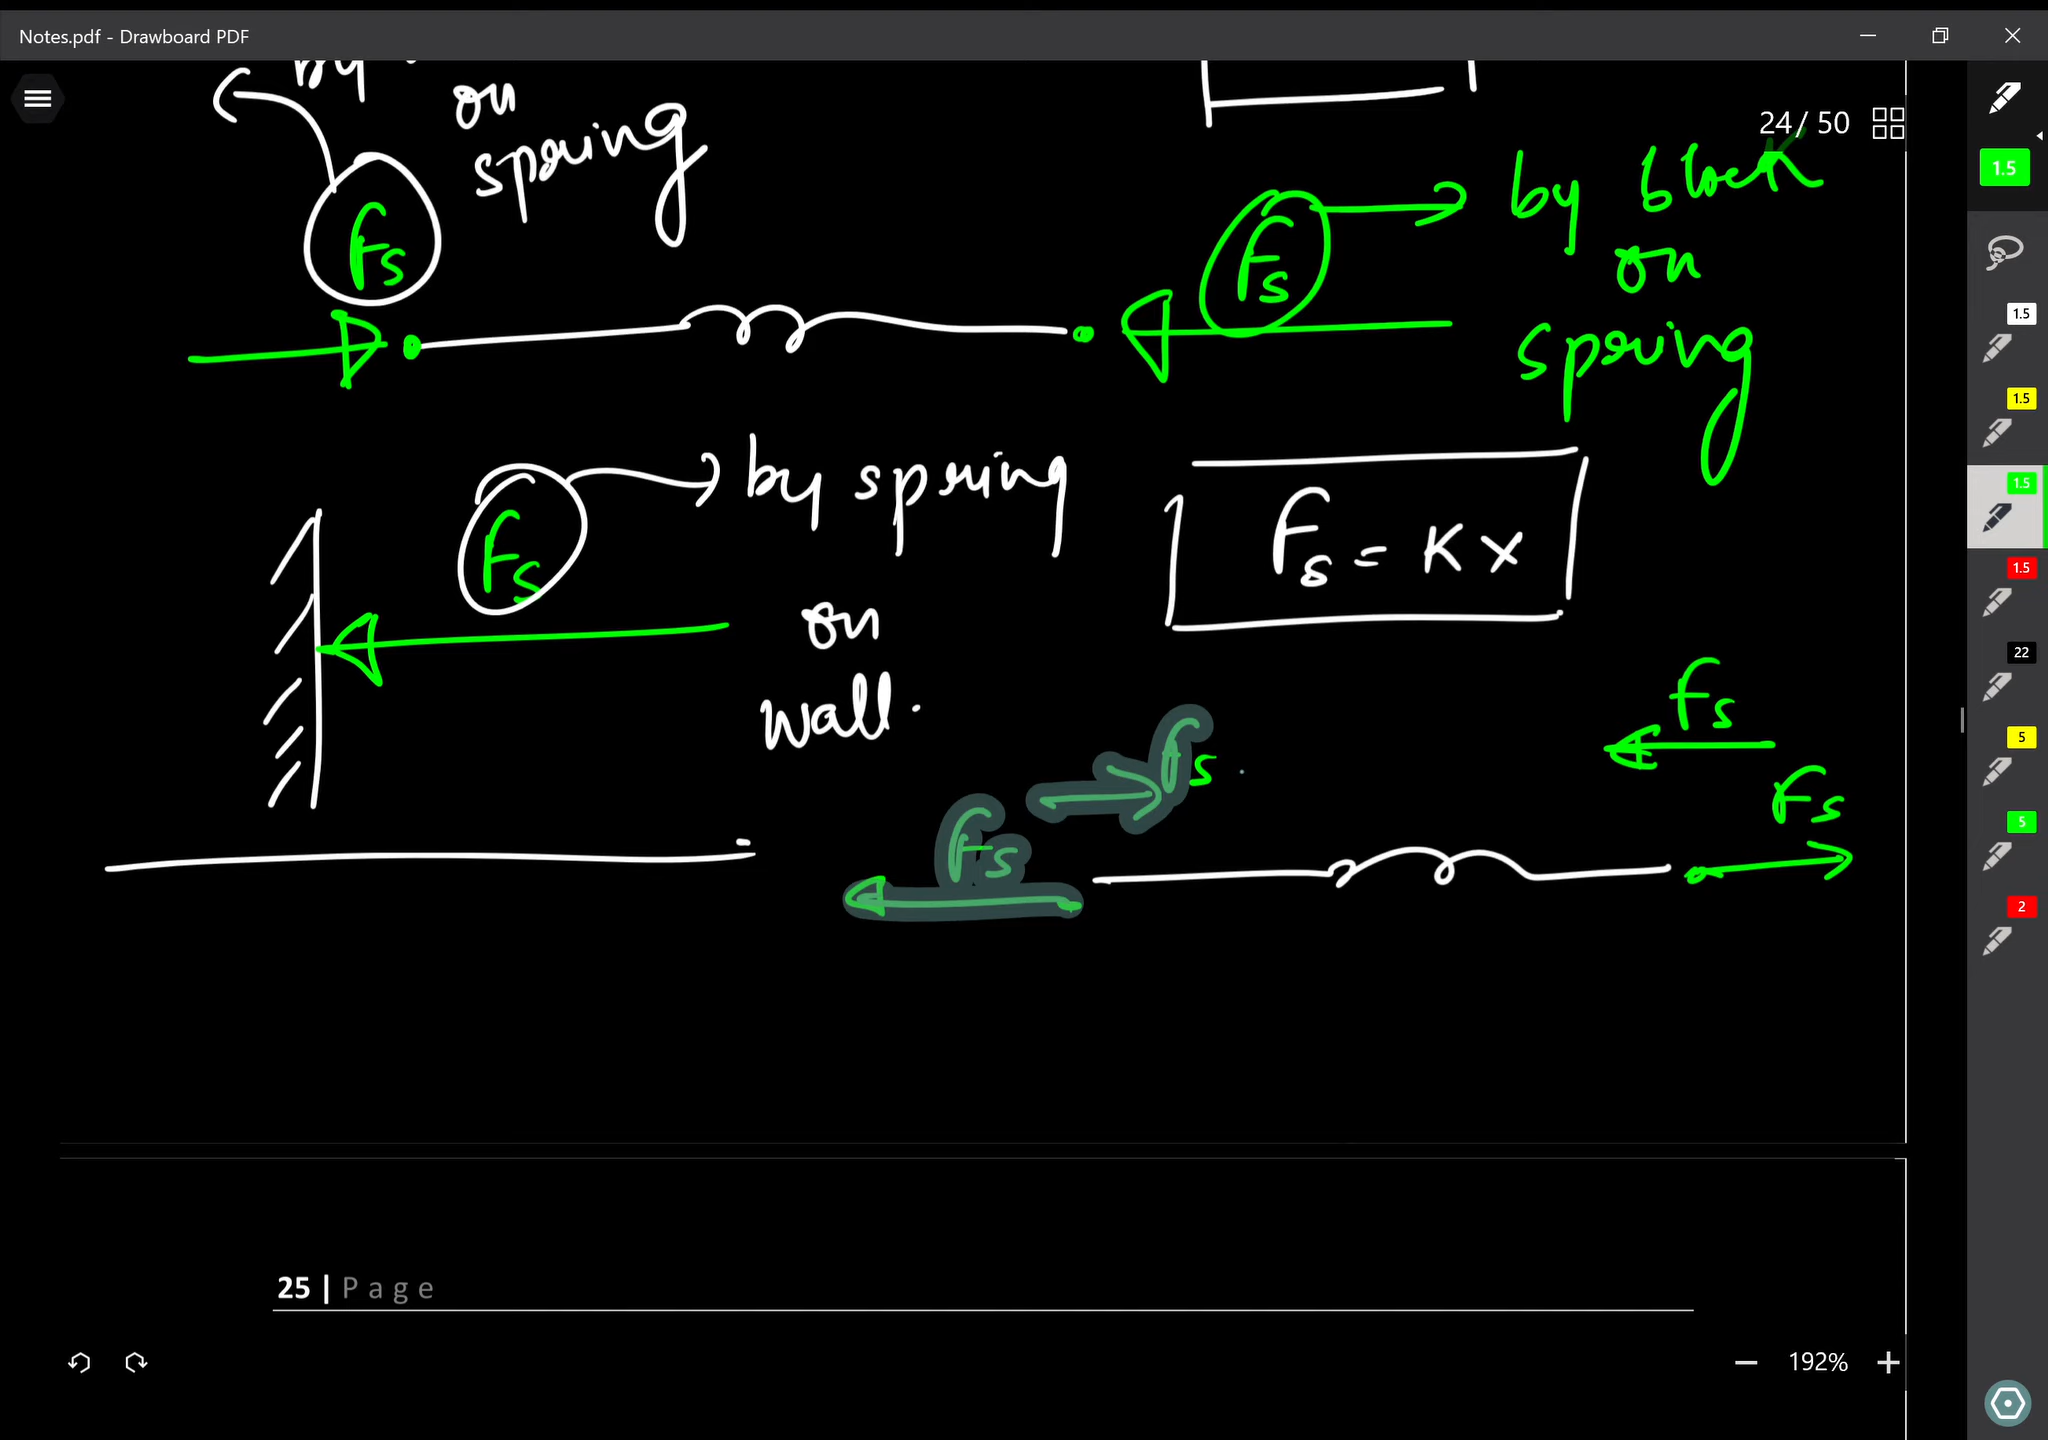 Notes.pdf - Drawboard PDF
by
on
spring
24/ 50
1.5
Fs
Fs
by block
on
spring
1.5
1.5
Fs
by spring
on
wall.
Fs = Kx
1.5
1.5
22
Fs
Fs
Fs
Fs
5
5
2
25 | Page
192%